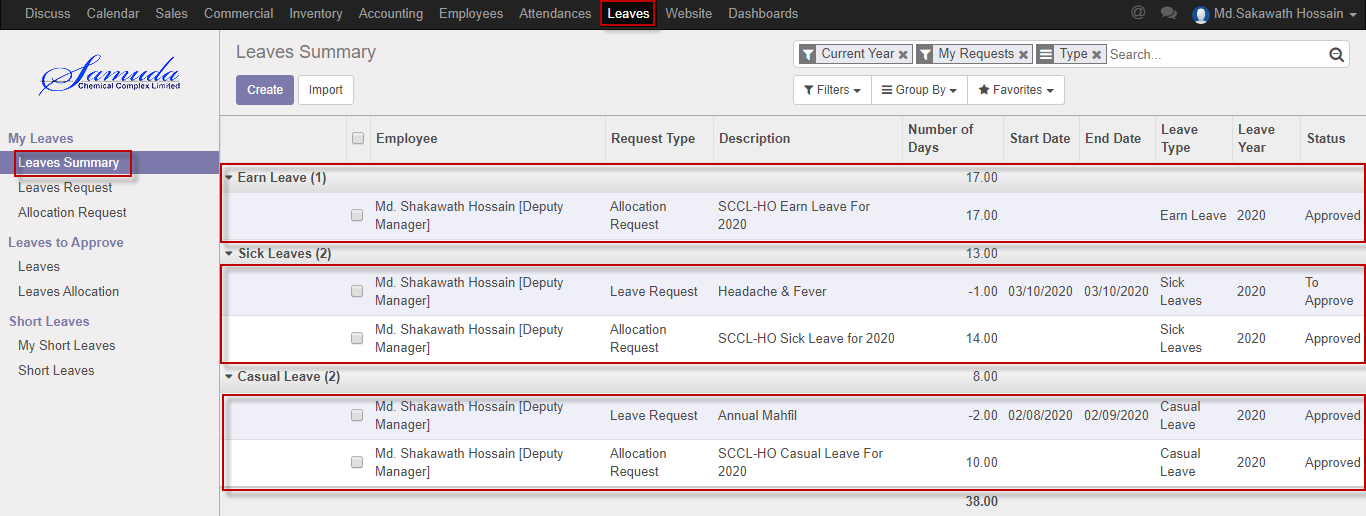 Discuss Calendar Sales Commercial Inventory Accounting Employees Attendances Leaves Website Dashboards @ Md.Sakawath Hossain
Samuda
Chemical Complex Limited
Leaves Summary
Current Year My Requests Type Search...
Create Import
Filters Group By Favorites
My Leaves
Leaves Summary
Leaves Request
Allocation Request
Leaves to Approve
Leaves
Leaves Allocation
Short Leaves
My Short Leaves
Short Leaves
Employee Request Type Description Number of Days Start Date End Date Leave Type Leave Year Status
Earn Leave (1) 17.00
Md. Shakawath Hossain [Deputy Manager] Allocation Request SCCL-HO Earn Leave For 2020 17.00 Earn Leave 2020 Approved
Sick Leaves (2) 13.00
Md. Shakawath Hossain [Deputy Manager] Leave Request Headache & Fever -1.00 03/10/2020 03/10/2020 Sick Leaves 2020 To Approve
Md. Shakawath Hossain [Deputy Manager] Allocation Request SCCL-HO Sick Leave for 2020 14.00 Sick Leaves 2020 Approved
Casual Leave (2) 8.00
Md. Shakawath Hossain [Deputy Manager] Leave Request Annual Mahfil -2.00 02/08/2020 02/09/2020 Casual Leave 2020 Approved
Md. Shakawath Hossain [Deputy Manager] Allocation Request SCCL-HO Casual Leave For 2020 10.00 Casual Leave 2020 Approved
38.00